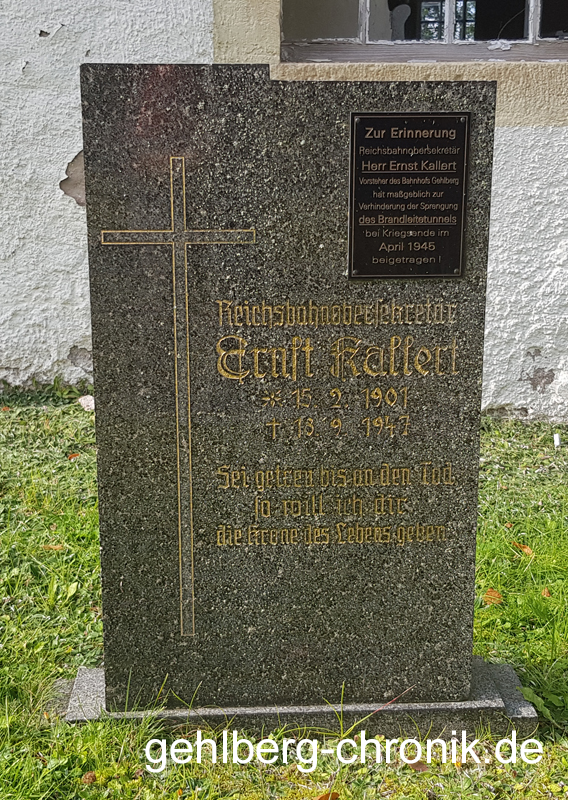 Zur Erinnerung
Reichsbahnobersekretär
Herr Ernst Kallert
Vorsteher des Bahnhofs Gehlberg
hat maßgeblich zur
Verhinderung der Sprengung
des Brandleitetunnels
bei Kriegsende im
April 1945
beigetragen !
Reichsbahnobersekretär
Ernst Kallert
* 15. 2. 1901
† 13. 9. 1947
Sei getreu bis an den Tod,
so will ich dir
die Krone des Lebens geben.
gehlberg-chronik.de